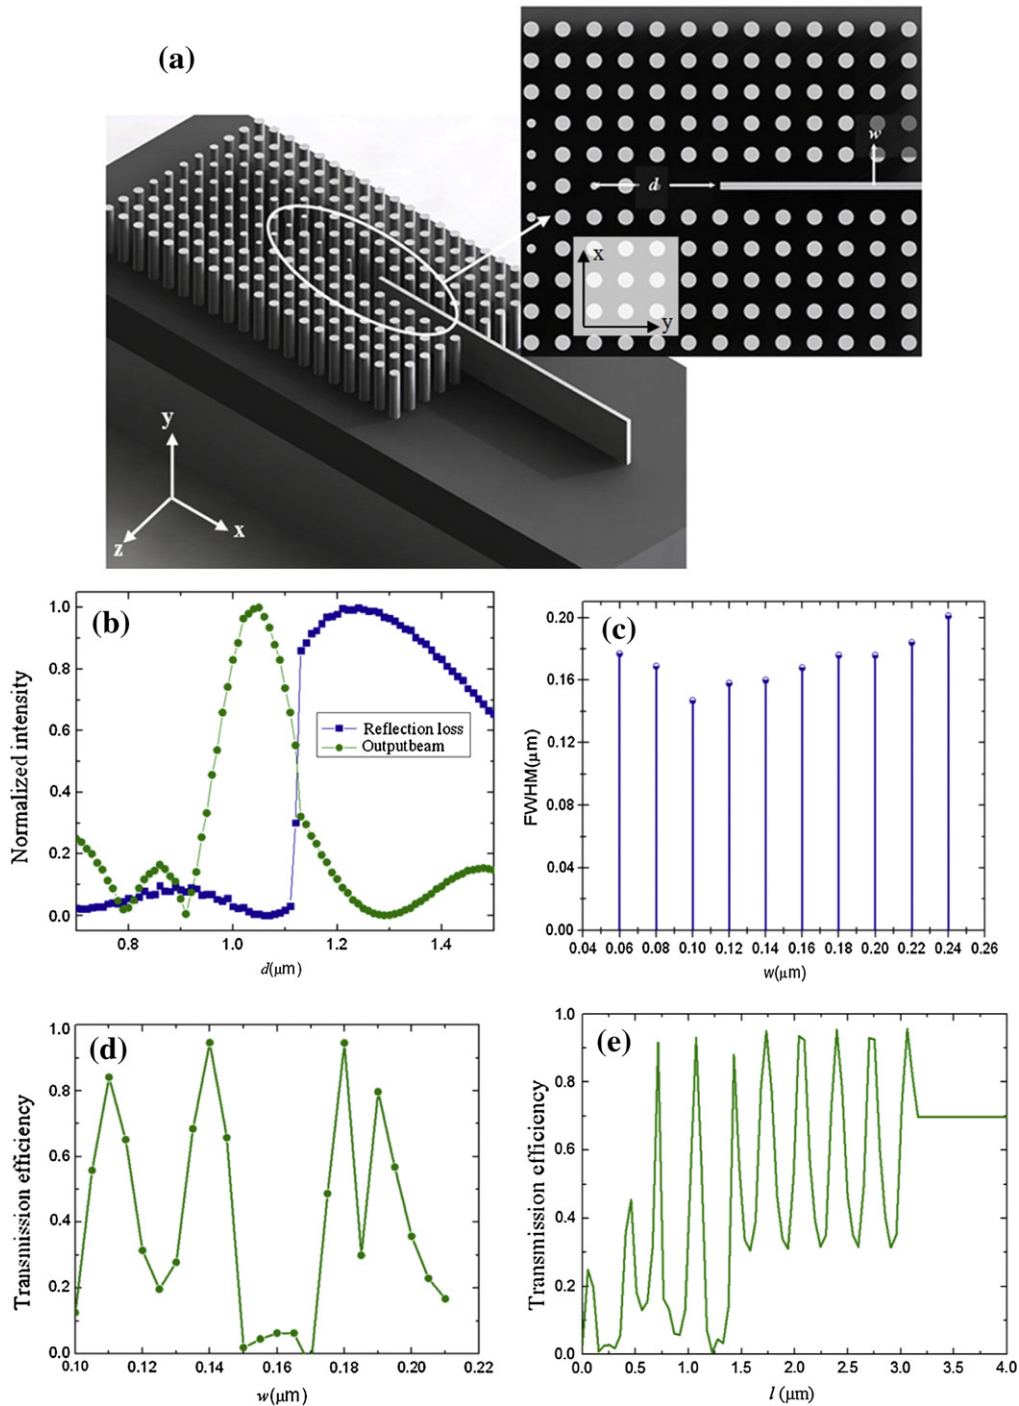 (a)
w
d
x
y
y
x
z
(b)
Normalized intensity
1.0
0.8
0.6
0.4
0.2
0.0
Reflection loss
Outputbeam
0.8 1.0 1.2 1.4
d(μm)
(c)
FWHM(μm)
0.20
0.16
0.12
0.08
0.04
0.00
0.04 0.06 0.08 0.10 0.12 0.14 0.16 0.18 0.20 0.22 0.24 0.26
w(μm)
(d)
Transmission efficiency
1.0
0.8
0.6
0.4
0.2
0.0
0.10 0.12 0.14 0.16 0.18 0.20 0.22
w(μm)
(e)
Transmission efficiency
1.0
0.8
0.6
0.4
0.2
0.0
0.0 0.5 1.0 1.5 2.0 2.5 3.0 3.5 4.0
l (μm)